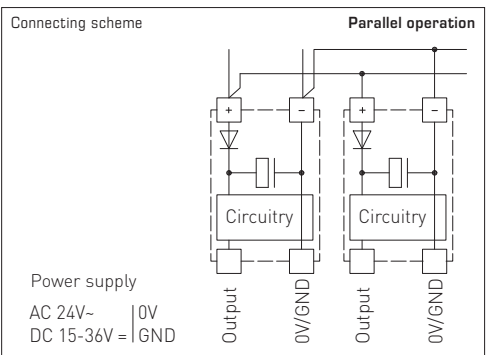 Connecting scheme
Parallel operation
+ − + −
Circuitry Circuitry
Power supply
AC 24V~ 0V
DC 15-36V = GND
Output
0V/GND
Output
0V/GND